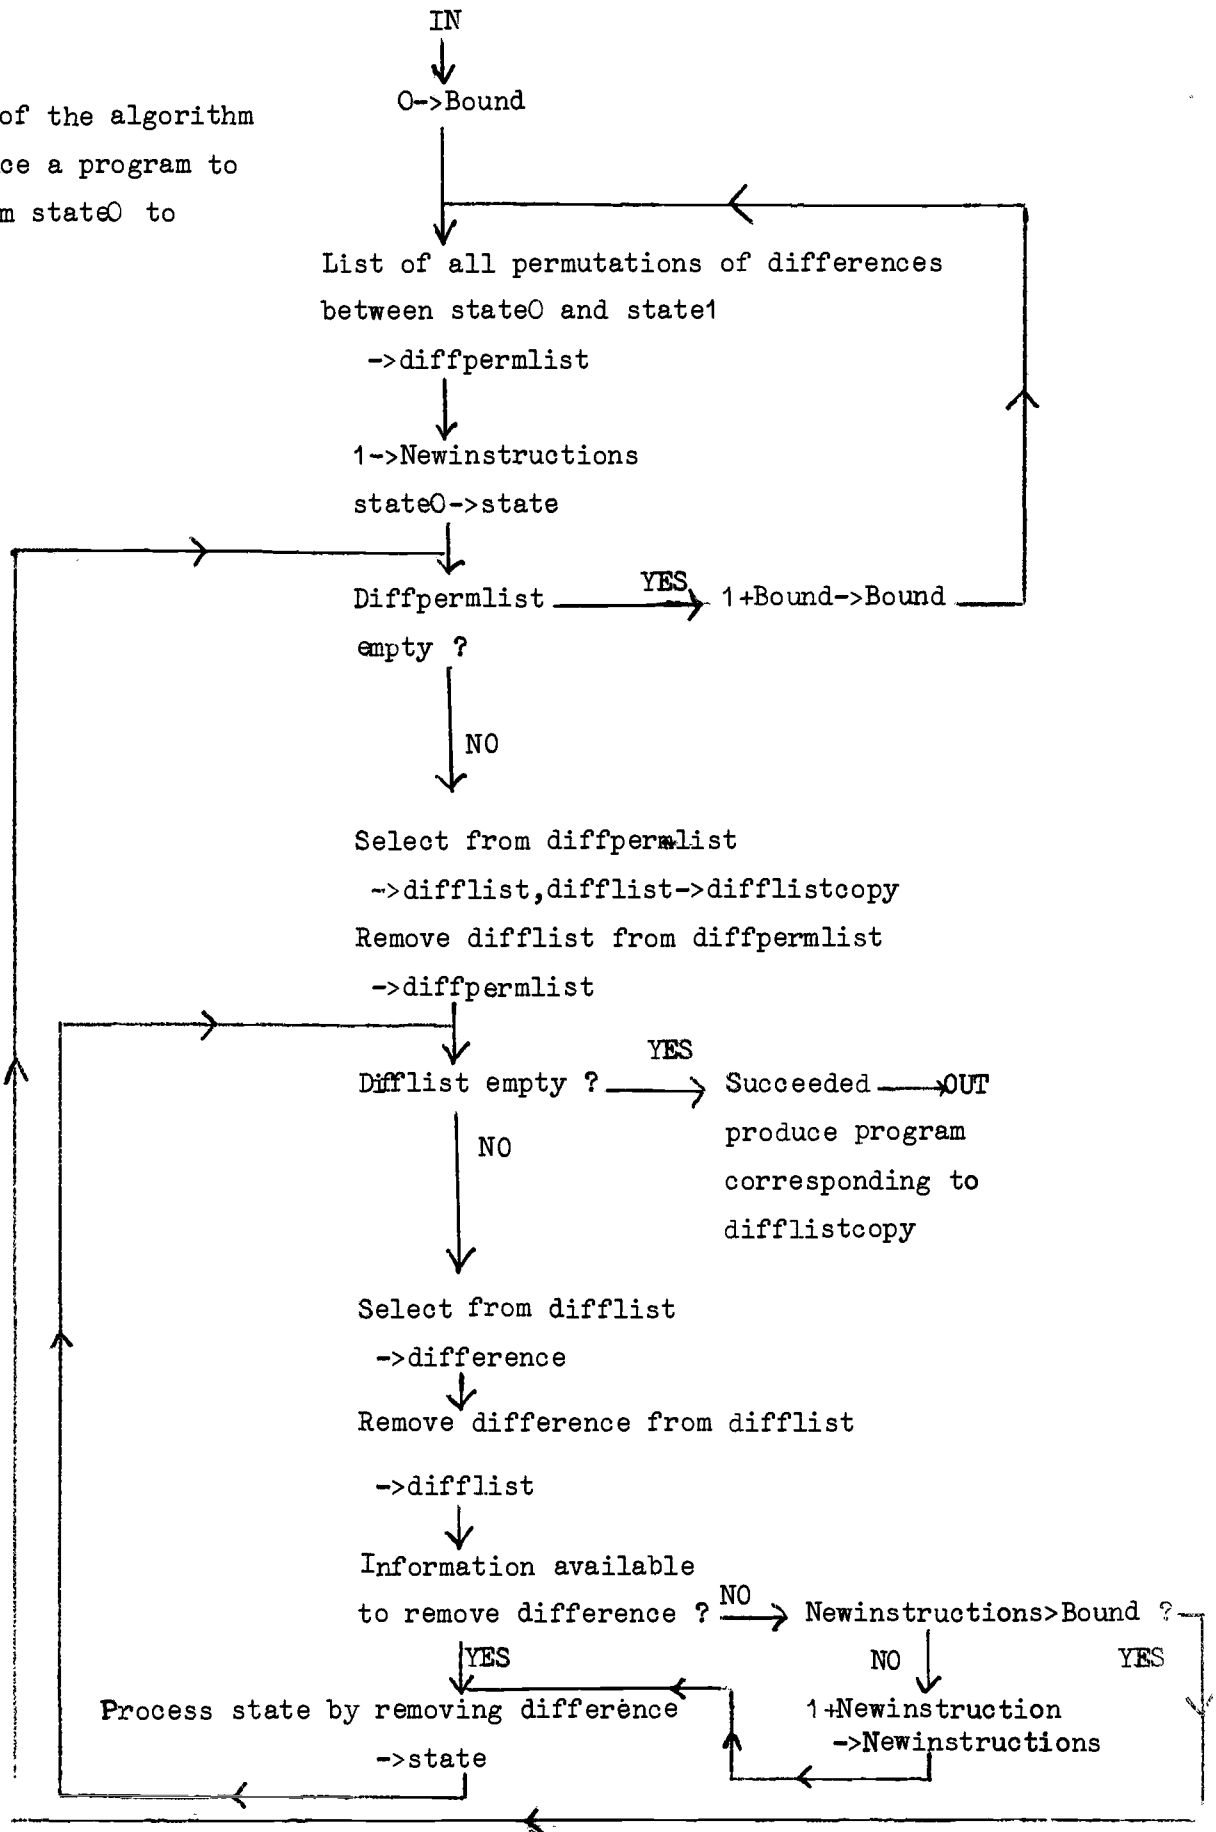 IN
0->Bound
of the algorithm
ce a program to
m state0 to
List of all permutations of differences
between state0 and state1
->diffpermlist
1->Newinstructions
state0->state
Diffpermlist YES 1+Bound->Bound
empty ?
NO
Select from diffpermlist
->difflist,difflist->difflistcopy
Remove difflist from diffpermlist
->diffpermlist
YES
Difflist empty ? Succeeded OUT
NO
produce program
corresponding to
difflistcopy
Select from difflist
->difference
Remove difference from difflist
->difflist
Information available
to remove difference ? NO Newinstructions>Bound ?
YES NO YES
Process state by removing difference 1+Newinstruction
->Newinstructions
->state